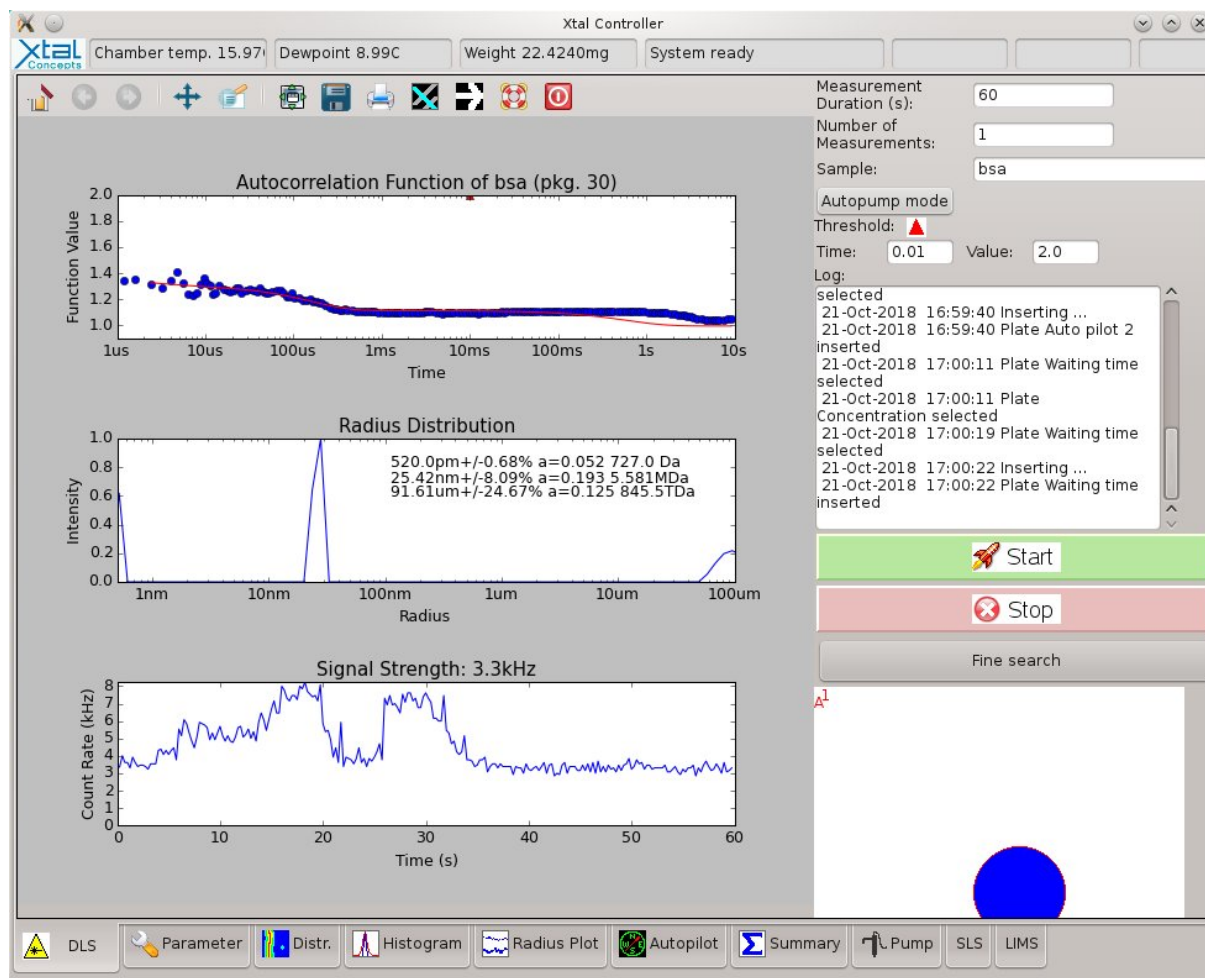 Xtal Controller
Xtal Concepts
Chamber temp. 15.97
Dewpoint 8.99C
Weight 22.4240mg
System ready
Measurement Duration (s):
60
Number of Measurements:
1
Sample:
bsa
Autopump mode
Threshold:
Time:
0.01
Value:
2.0
Log:
selected
21-Oct-2018 16:59:40 Inserting ...
21-Oct-2018 16:59:40 Plate Auto pilot 2
inserted
21-Oct-2018 17:00:11 Plate Waiting time
selected
21-Oct-2018 17:00:11 Plate
Concentration selected
21-Oct-2018 17:00:19 Plate Waiting time
selected
21-Oct-2018 17:00:22 Inserting ...
21-Oct-2018 17:00:22 Plate Waiting time
inserted
Start
Stop
Fine search
A1
Autocorrelation Function of bsa (pkg. 30)
Function Value
2.0
1.8
1.6
1.4
1.2
1.0
1us 10us 100us 1ms 10ms 100ms 1s 10s
Time
Radius Distribution
Intensity
1.0
0.8
0.6
0.4
0.2
0.0
520.0pm+/-0.68% a=0.052 727.0 Da
25.42nm+/-8.09% a=0.193 5.581MDa
91.61um+/-24.67% a=0.125 845.5TDa
1nm 10nm 100nm 1um 10um 100um
Radius
Signal Strength: 3.3kHz
Count Rate (kHz)
8
7
6
5
4
3
2
1
0
0 10 20 30 40 50 60
Time (s)
DLS
Parameter
Distr.
Histogram
Radius Plot
Autopilot
Summary
Pump
SLS
LIMS